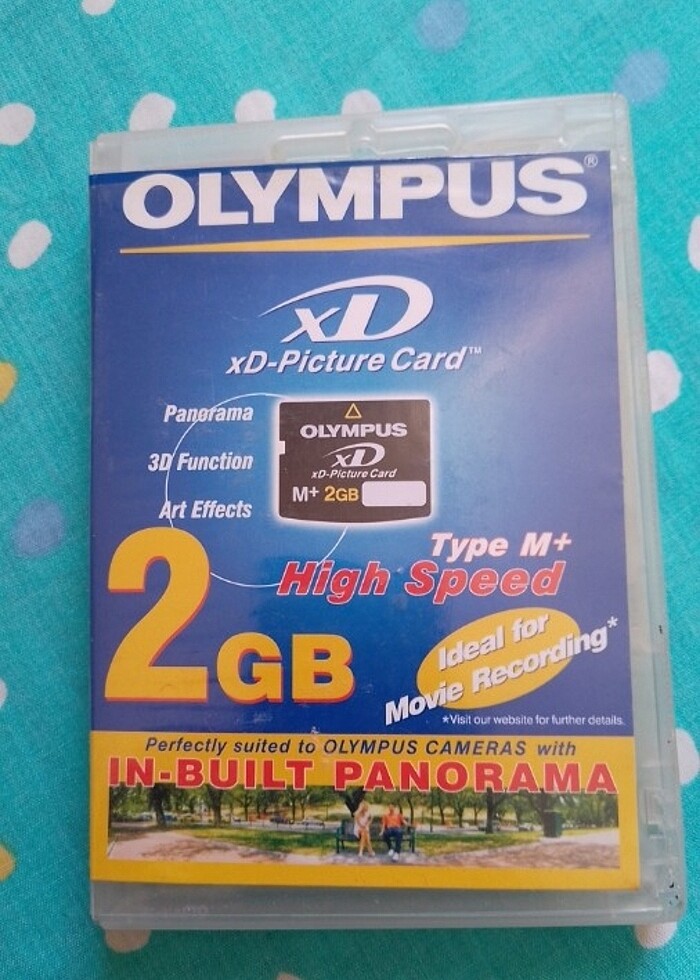 OLYMPUS®
xD
xD-Picture Card™
Panorama
3D Function
Art Effects
OLYMPUS
xD
xD-Picture Card
M+ 2GB
Type M+
High Speed
2GB
Ideal for
Movie Recording*
*Visit our website for further details.
Perfectly suited to OLYMPUS CAMERAS with
IN-BUILT PANORAMA